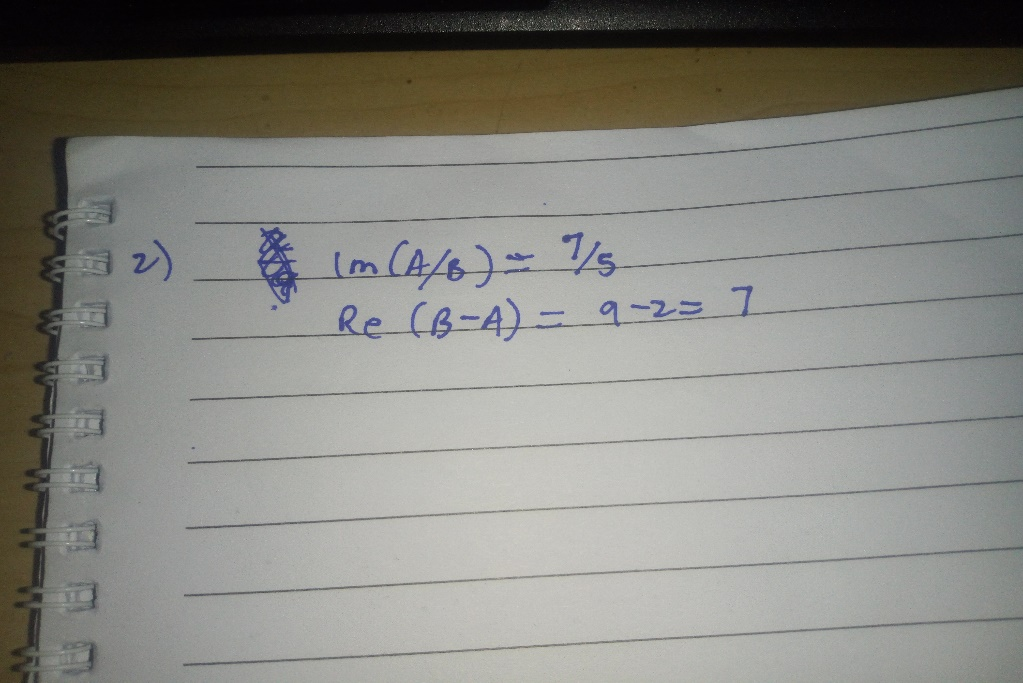 2) Im (A/B) = 7/5
Re (B-A) = 9-2= 7